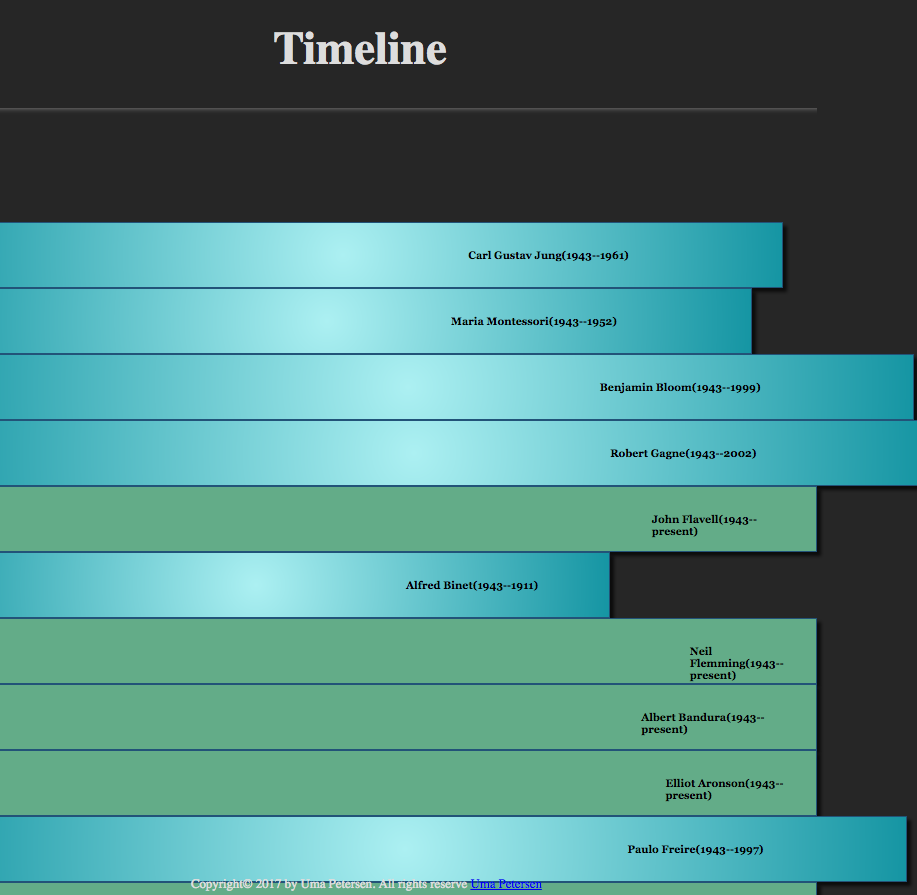 Timeline
Carl Gustav Jung(1943--1961)
Maria Montessori(1943--1952)
Benjamin Bloom(1943--1999)
Robert Gagne(1943--2002)
John Flavell(1943--
present)
Alfred Binet(1943--1911)
Neil
Flemming(1943--
present)
Albert Bandura(1943--
present)
Elliot Aronson(1943--
present)
Paulo Freire(1943--1997)
Copyright© 2017 by Uma Petersen. All rights reserve Uma Petersen